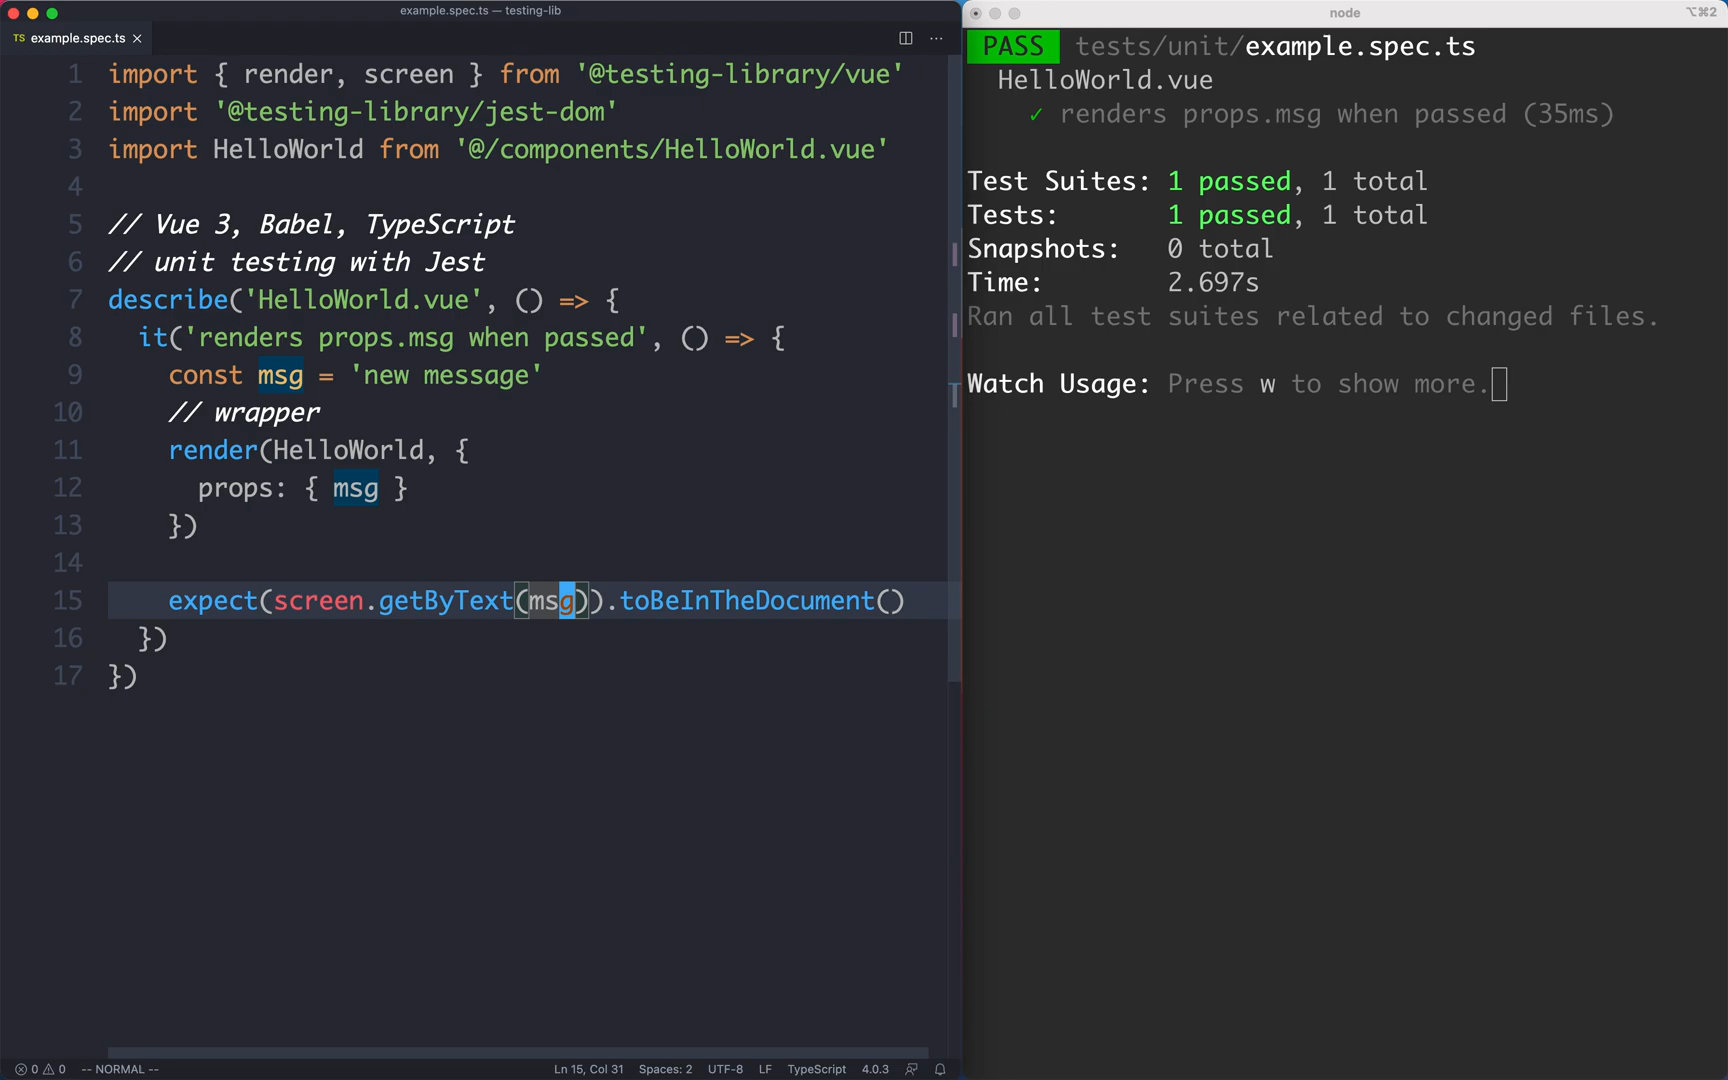 example.spec.ts — testing-lib
TS example.spec.ts ×
1 import { render, screen } from '@testing-library/vue'
2 import '@testing-library/jest-dom'
3 import HelloWorld from '@/components/HelloWorld.vue'
4
5 // Vue 3, Babel, TypeScript
6 // unit testing with Jest
7 describe('HelloWorld.vue', () => {
8   it('renders props.msg when passed', () => {
9     const msg = 'new message'
10     // wrapper
11     render(HelloWorld, {
12       props: { msg }
13     })
14
15     expect(screen.getByText(msg)).toBeInTheDocument()
16   })
17 })
0 0 -- NORMAL -- Ln 15, Col 31 Spaces: 2 UTF-8 LF TypeScript 4.0.3
node ⌥⌘2
PASS tests/unit/example.spec.ts
HelloWorld.vue
✓ renders props.msg when passed (35ms)
Test Suites: 1 passed, 1 total
Tests: 1 passed, 1 total
Snapshots: 0 total
Time: 2.697s
Ran all test suites related to changed files.
Watch Usage: Press w to show more.